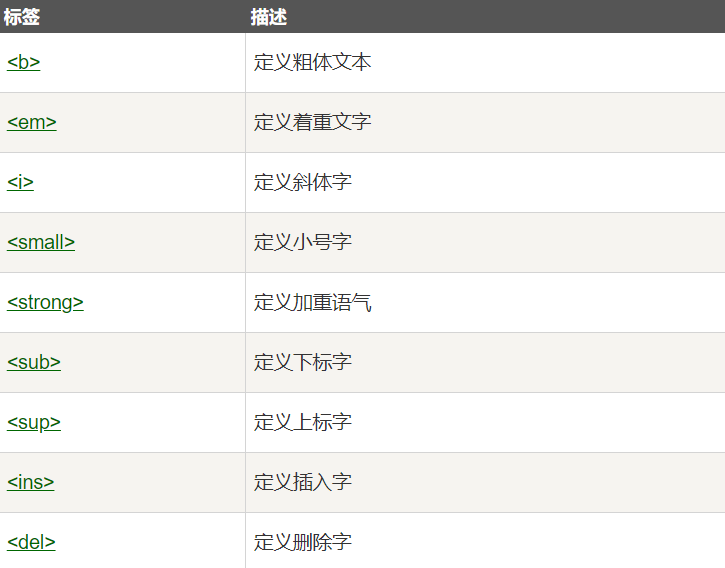 标签 描述
<b> 定义粗体文本
<em> 定义着重文字
<i> 定义斜体字
<small> 定义小号字
<strong> 定义加重语气
<sub> 定义下标字
<sup> 定义上标字
<ins> 定义插入字
<del> 定义删除字